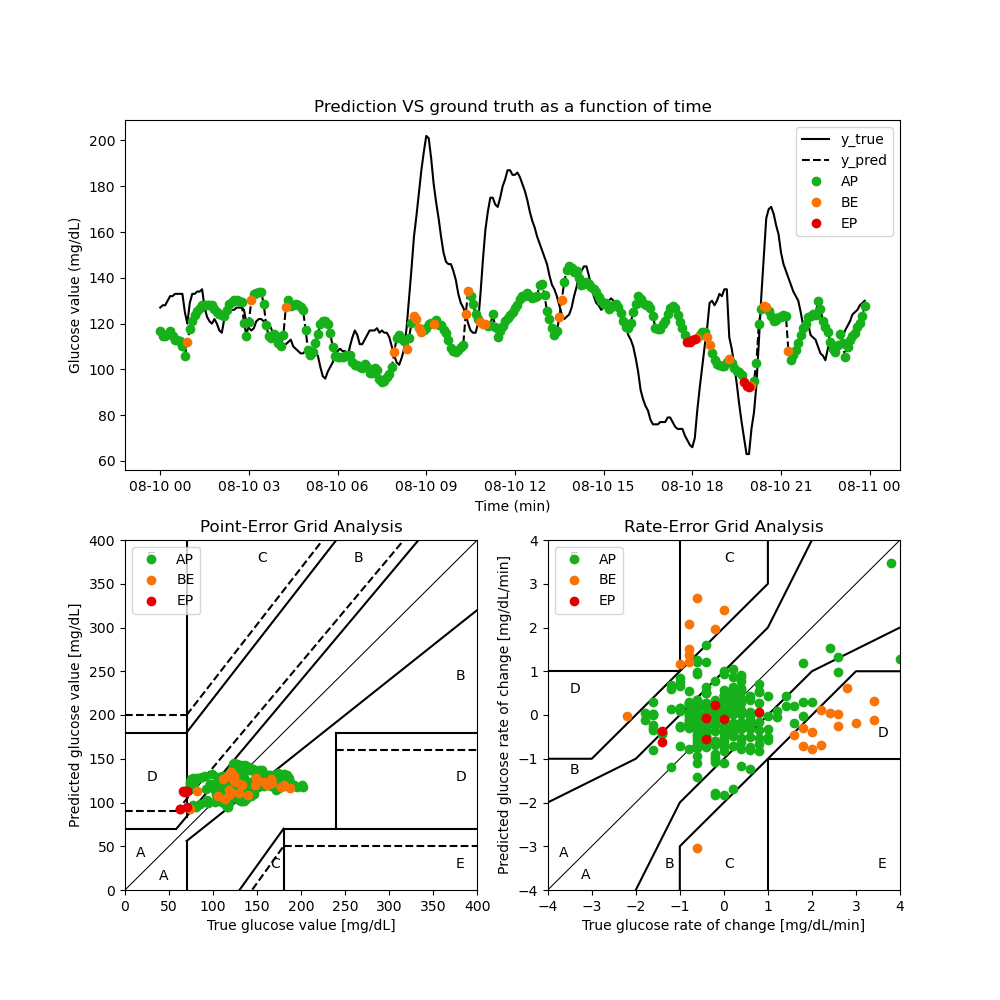 Prediction VS ground truth as a function of time
200
180
160
140
120
100
80
60
Glucose value (mg/dL)
y_true
y_pred
AP
BE
EP
08-10 00 08-10 03 08-10 06 08-10 09 08-10 12 08-10 15 08-10 18 08-10 21 08-11 00
Time (min)
Point-Error Grid Analysis
400
350
300
250
200
150
100
50
0
Predicted glucose value [mg/dL]
AP
BE
EP
C B
B
D D
A
A C E
0 50 100 150 200 250 300 350 400
True glucose value [mg/dL]
Rate-Error Grid Analysis
4
3
2
1
0
−1
−2
−3
−4
Predicted glucose rate of change [mg/dL/min]
AP
BE
EP
C
D
D
B
A
A B C E
−4 −3 −2 −1 0 1 2 3 4
True glucose rate of change [mg/dL/min]